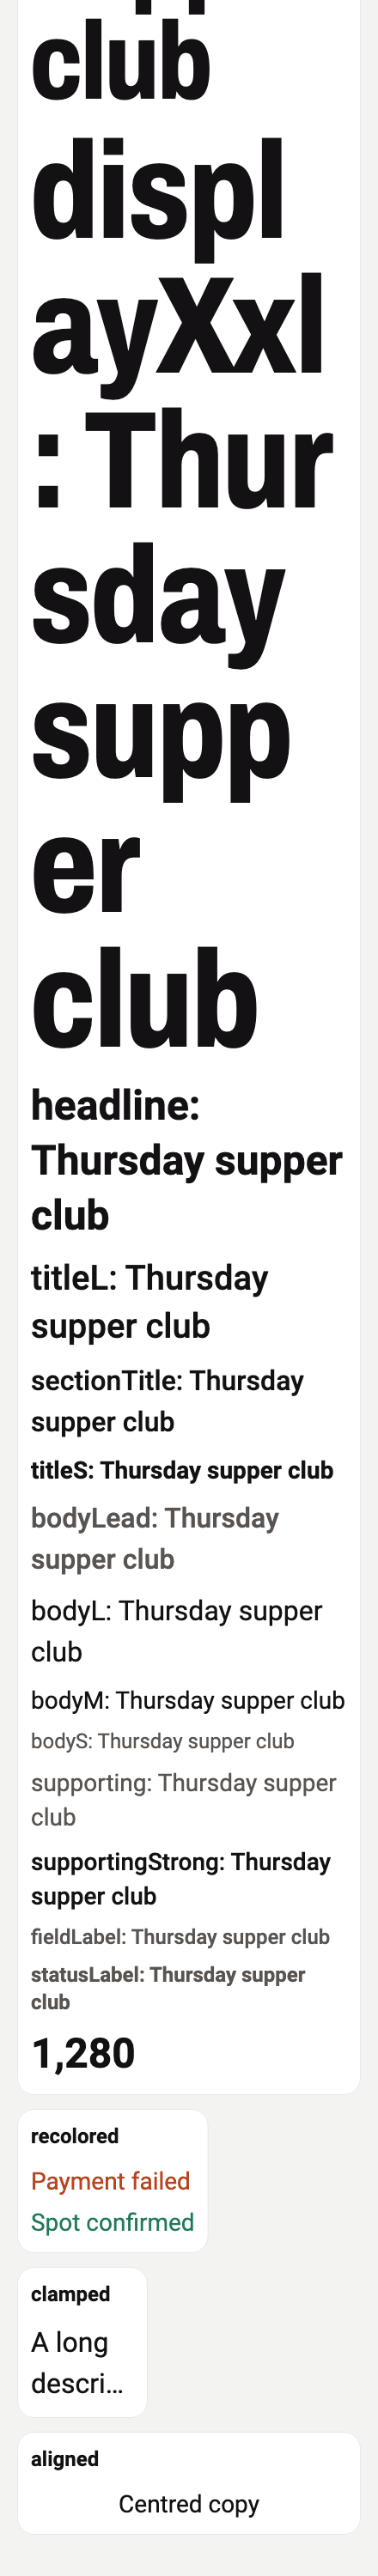 club
displ
ayXxl
: Thur
sday
supp
er
club
headline:
Thursday supper
club
titleL: Thursday
supper club
sectionTitle: Thursday
supper club
titleS: Thursday supper club
bodyLead: Thursday
supper club
bodyL: Thursday supper
club
bodyM: Thursday supper club
bodyS: Thursday supper club
supporting: Thursday supper
club
supportingStrong: Thursday
supper club
fieldLabel: Thursday supper club
statusLabel: Thursday supper
club
1,280
recolored
Payment failed
Spot confirmed
clamped
A long
descri…
aligned
Centred copy